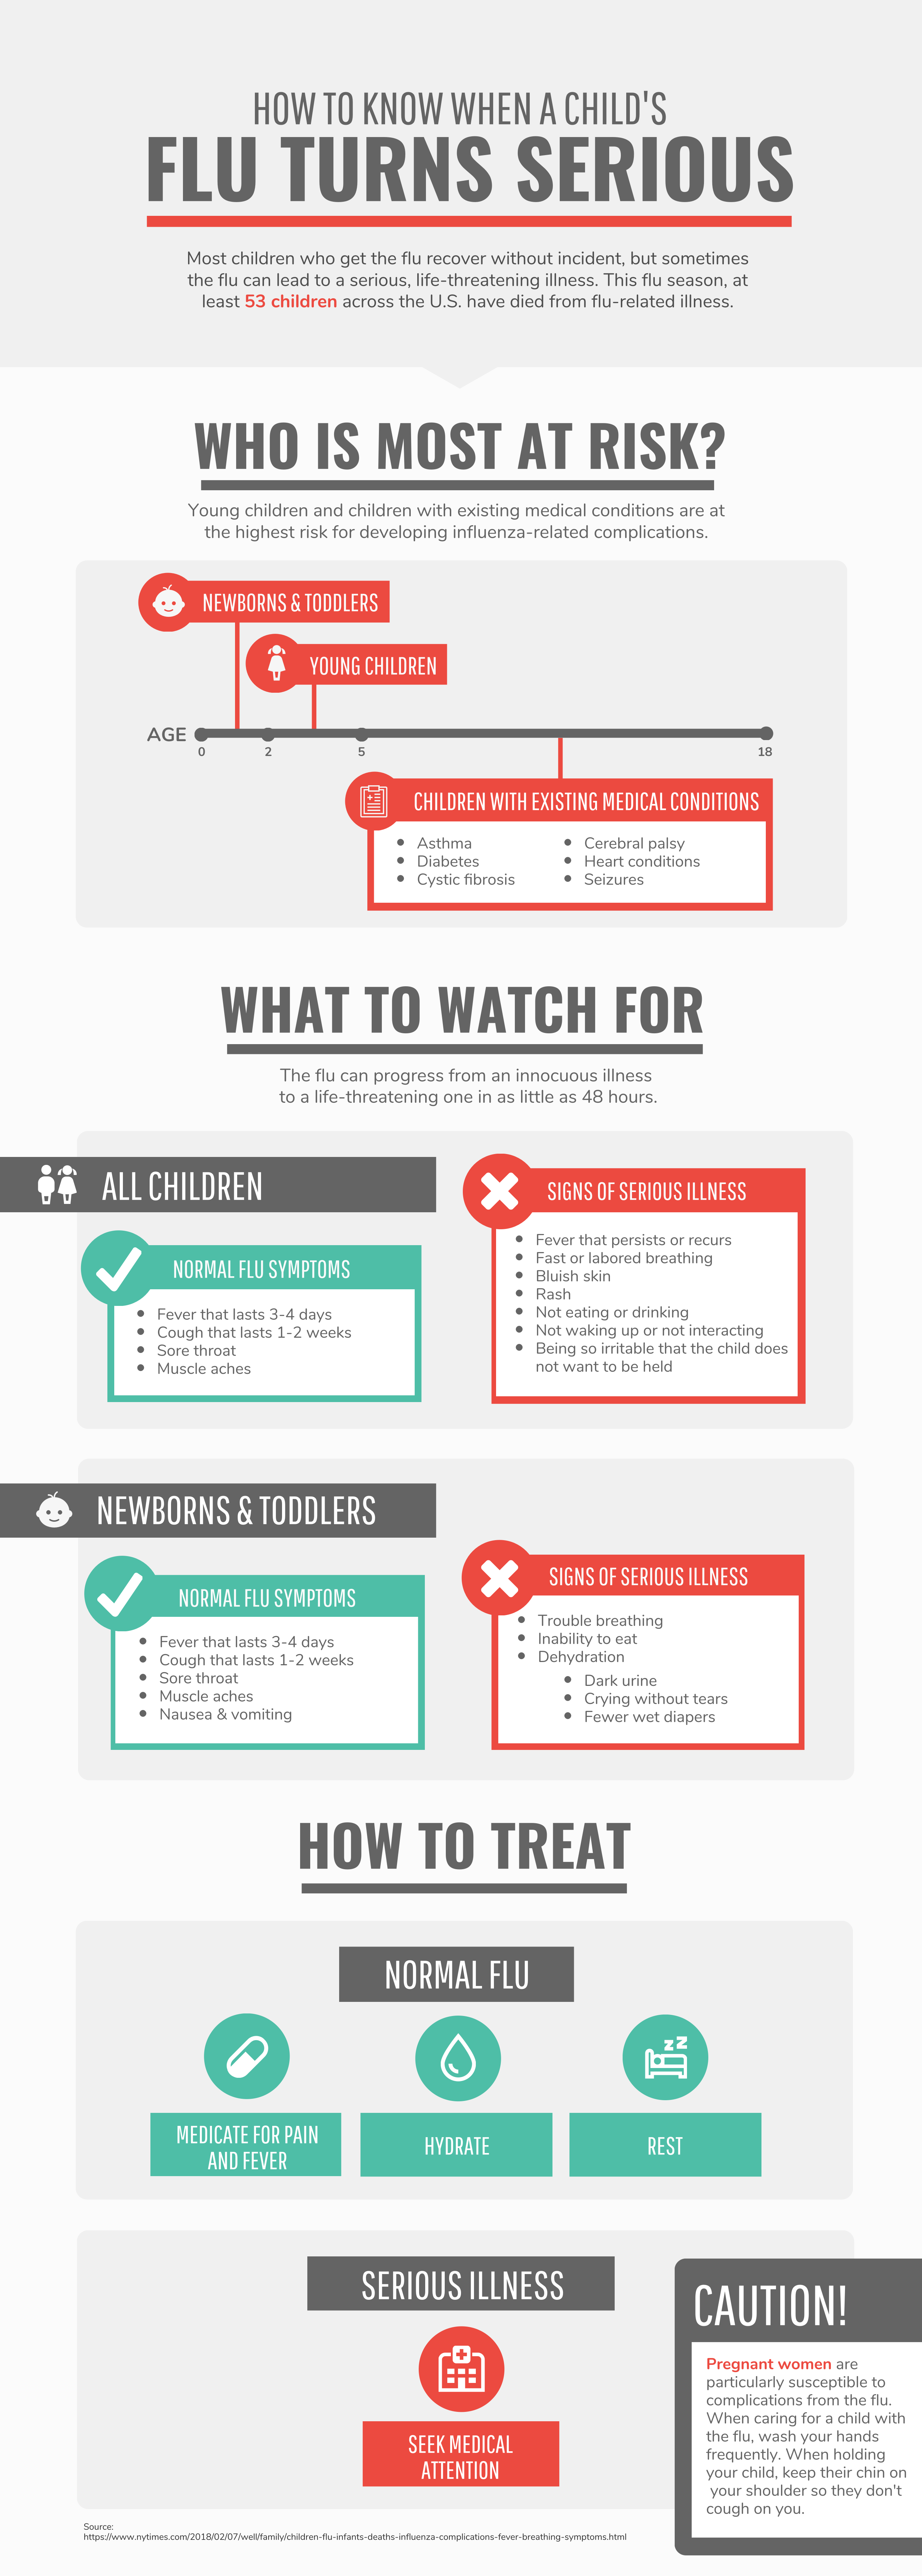 HOW TO KNOW WHEN A CHILD'S
FLU TURNS SERIOUS
Most children who get the flu recover without incident, but sometimes
the flu can lead to a serious, life-threatening illness. This flu season, at
least 53 children across the U.S. have died from flu-related illness.
WHO IS MOST AT RISK?
Young children and children with existing medical conditions are at
the highest risk for developing influenza-related complications.
NEWBORNS & TODDLERS
YOUNG CHILDREN
AGE
0
2
5
18
CHILDREN WITH EXISTING MEDICAL CONDITIONS
Asthma
Diabetes
Cystic fibrosis
Cerebral palsy
Heart conditions
Seizures
WHAT TO WATCH FOR
The flu can progress from an innocuous illness
to a life-threatening one in as little as 48 hours.
ALL CHILDREN
NORMAL FLU SYMPTOMS
Fever that lasts 3-4 days
Cough that lasts 1-2 weeks
Sore throat
Muscle aches
SIGNS OF SERIOUS ILLNESS
Fever that persists or recurs
Fast or labored breathing
Bluish skin
Rash
Not eating or drinking
Not waking up or not interacting
Being so irritable that the child does
not want to be held
NEWBORNS & TODDLERS
NORMAL FLU SYMPTOMS
Fever that lasts 3-4 days
Cough that lasts 1-2 weeks
Sore throat
Muscle aches
Nausea & vomiting
SIGNS OF SERIOUS ILLNESS
Trouble breathing
Inability to eat
Dehydration
Dark urine
Crying without tears
Fewer wet diapers
HOW TO TREAT
NORMAL FLU
MEDICATE FOR PAIN
AND FEVER
HYDRATE
REST
SERIOUS ILLNESS
SEEK MEDICAL
ATTENTION
CAUTION!
Pregnant women are
particularly susceptible to
complications from the flu.
When caring for a child with
the flu, wash your hands
frequently. When holding
your child, keep their chin on
your shoulder so they don't
cough on you.
Source:
https://www.nytimes.com/2018/02/07/well/family/children-flu-infants-deaths-influenza-complications-fever-breathing-symptoms.html